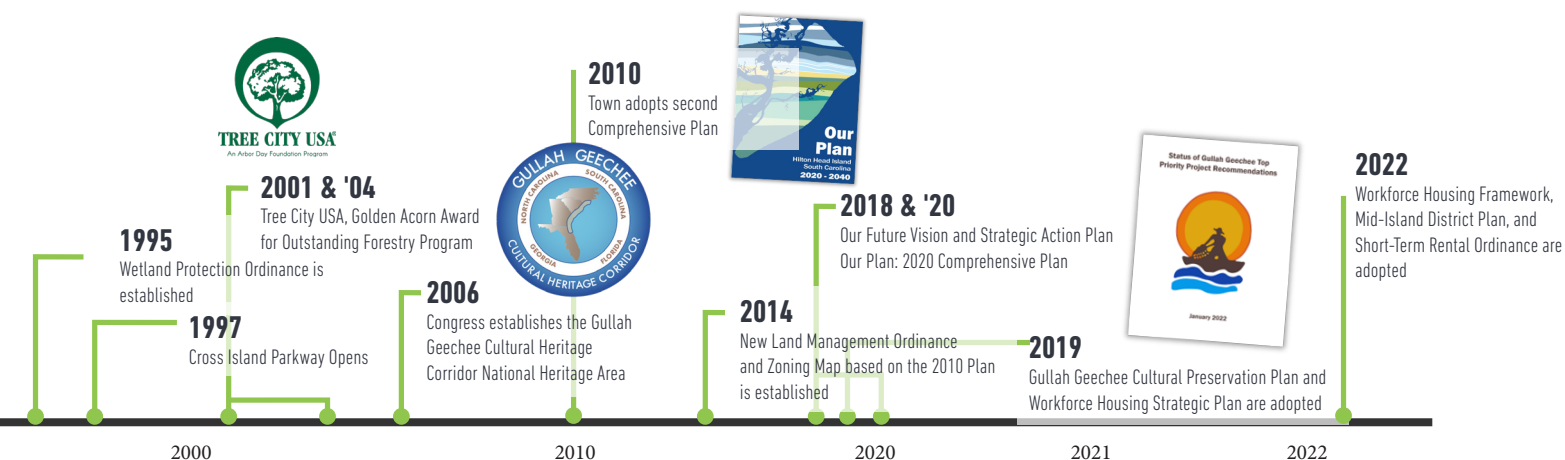 TREE CITY USA®
An Arbor Day Foundation Program
1995
Wetland Protection Ordinance is
established
1997
Cross Island Parkway Opens
2001 & '04
Tree City USA, Golden Acorn Award
for Outstanding Forestry Program
2006
Congress establishes the Gullah
Geechee Cultural Heritage
Corridor National Heritage Area
2010
Town adopts second
Comprehensive Plan
GULLAH GEECHEE
CULTURAL HERITAGE CORRIDOR
NORTH CAROLINA
SOUTH CAROLINA
GEORGIA
FLORIDA
2014
New Land Management Ordinance
and Zoning Map based on the 2010 Plan
is established
Our
Plan
Hilton Head Island
South Carolina
2020 - 2040
2018 & '20
Our Future Vision and Strategic Action Plan
Our Plan: 2020 Comprehensive Plan
2019
Gullah Geechee Cultural Preservation Plan and
Workforce Housing Strategic Plan are adopted
Status of Gullah Geechee Top
Priority Project Recommendations
January 2022
2022
Workforce Housing Framework,
Mid-Island District Plan, and
Short-Term Rental Ordinance are
adopted
2000
2010
2020
2021
2022